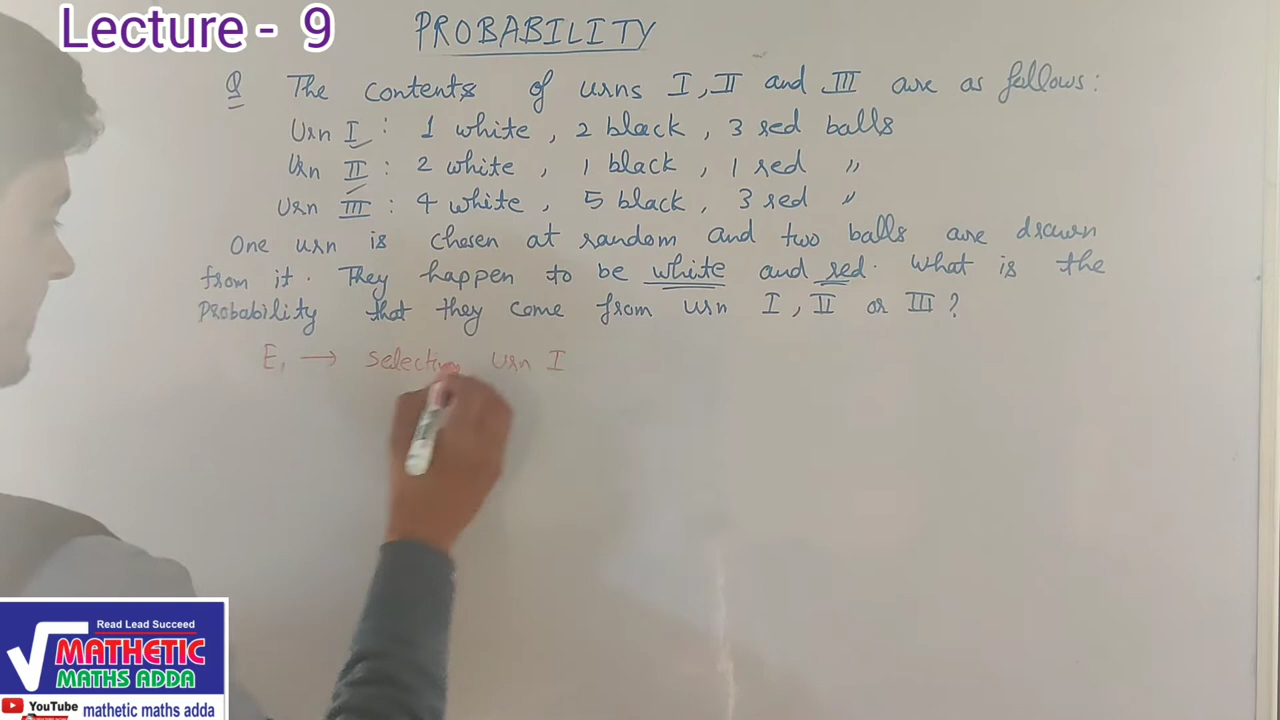 Lecture - 9
PROBABILITY
Q The contents of urns I, II and III are as follows:
Urn I : 1 white, 2 black, 3 red balls
Urn II : 2 white, 1 black, 1 red "
Urn III : 4 white, 5 black, 3 red "
One urn is chosen at random and two balls are drawn
from it. They happen to be white and red. What is the
Probability that they come from urn I, II or III?
E₁ → selecting Urn I
Read Lead Succeed
MATHETIC
MATHS ADDA
YouTube
mathetic maths adda